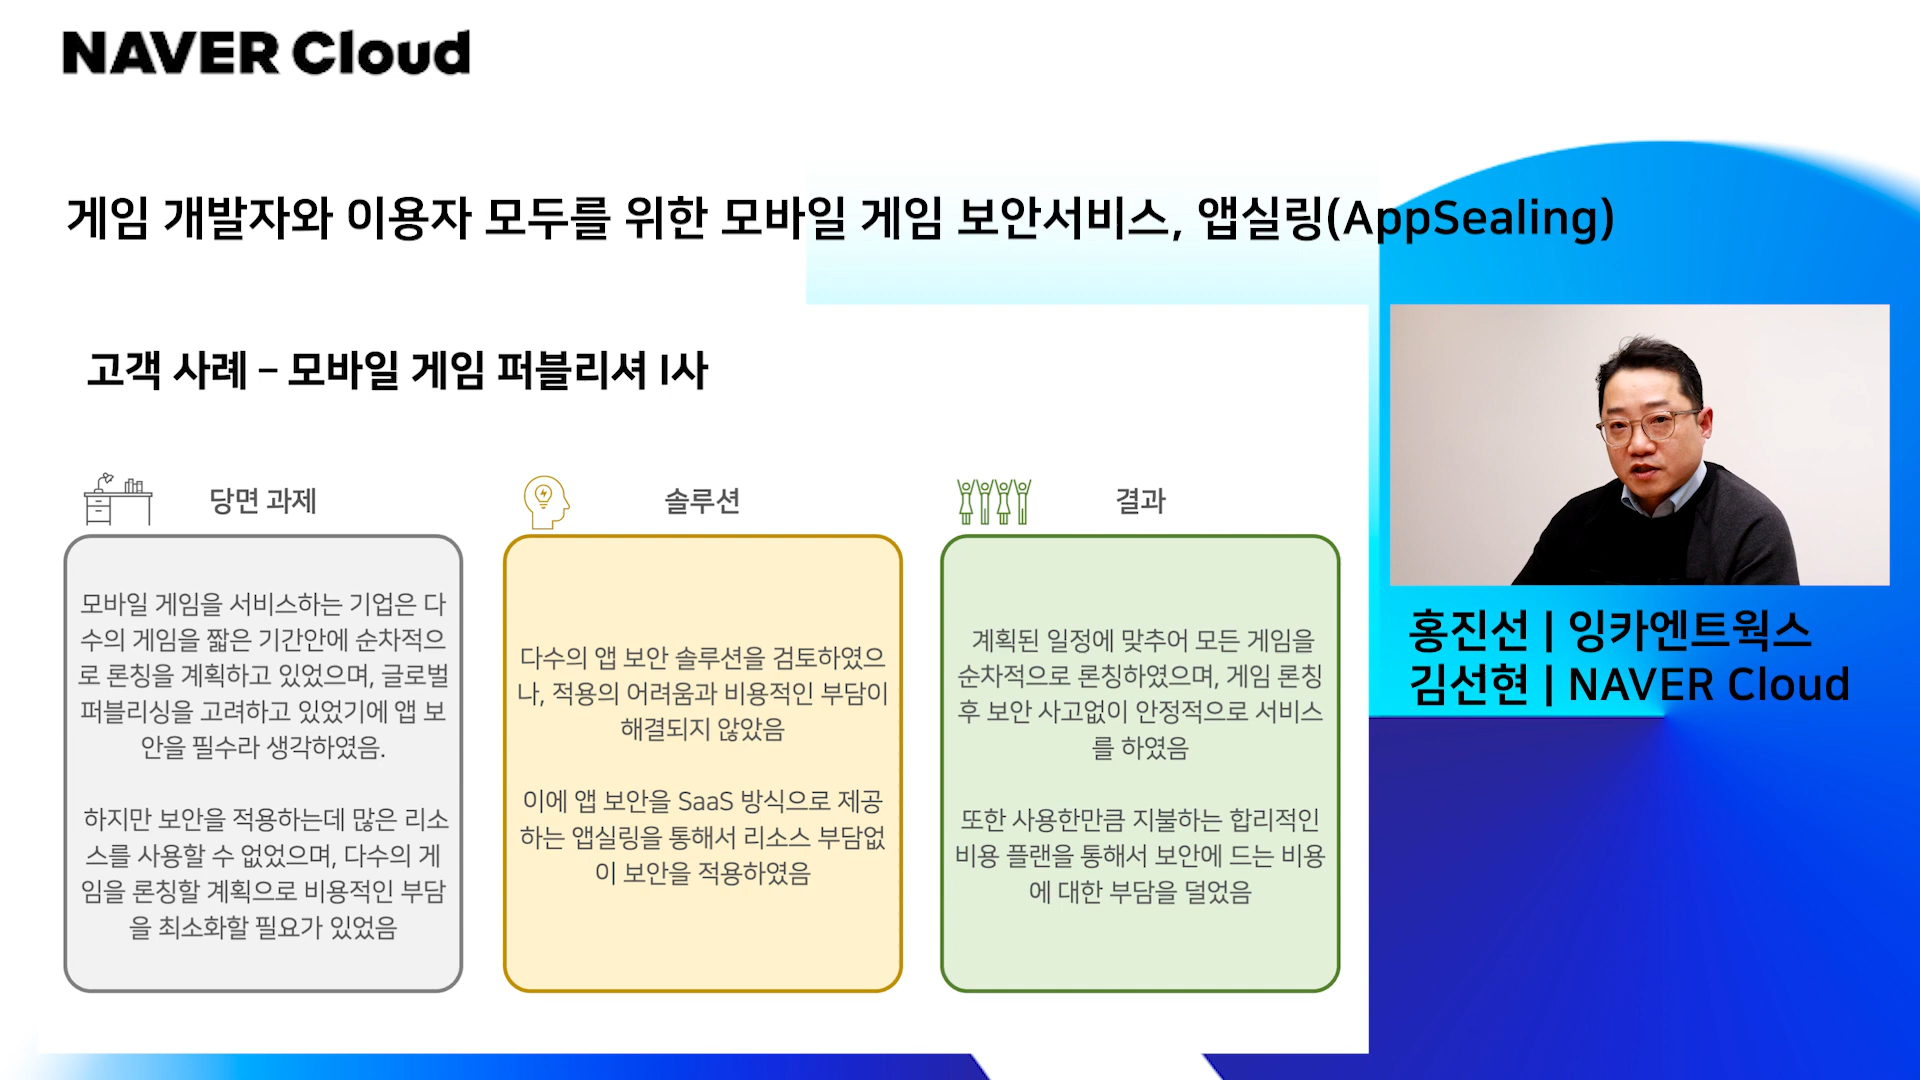 NAVER Cloud
게임 개발자와 이용자 모두를 위한 모바일 게임 보안서비스, 앱실링(AppSealing)
고객 사례 – 모바일 게임 퍼블리셔 I사
당면 과제
모바일 게임을 서비스하는 기업은 다
수의 게임을 짧은 기간안에 순차적으
로 론칭을 계획하고 있었으며, 글로벌
퍼블리싱을 고려하고 있었기에 앱 보
안을 필수라 생각하였음.
하지만 보안을 적용하는데 많은 리소
스를 사용할 수 없었으며, 다수의 게
임을 론칭할 계획으로 비용적인 부담
을 최소화할 필요가 있었음
솔루션
다수의 앱 보안 솔루션을 검토하였으
나, 적용의 어려움과 비용적인 부담이
해결되지 않았음
이에 앱 보안을 SaaS 방식으로 제공
하는 앱실링을 통해서 리소스 부담없
이 보안을 적용하였음
결과
계획된 일정에 맞추어 모든 게임을
순차적으로 론칭하였으며, 게임 론칭
후 보안 사고없이 안정적으로 서비스
를 하였음
또한 사용한만큼 지불하는 합리적인
비용 플랜을 통해서 보안에 드는 비용
에 대한 부담을 덜었음
홍진선 | 잉카엔트웍스
김선현 | NAVER Cloud